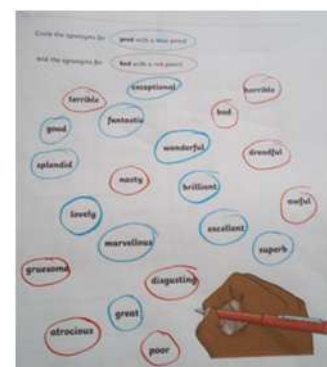 Circle the synonyms for good with a blue pencil
and the synonyms for bad with a red pencil
exceptional
horrible
terrible
bad
fantastic
good
wonderful
dreadful
splendid
nasty
brilliant
awful
lovely
excellent
marvellous
superb
gruesome
disgusting
great
atrocious
poor